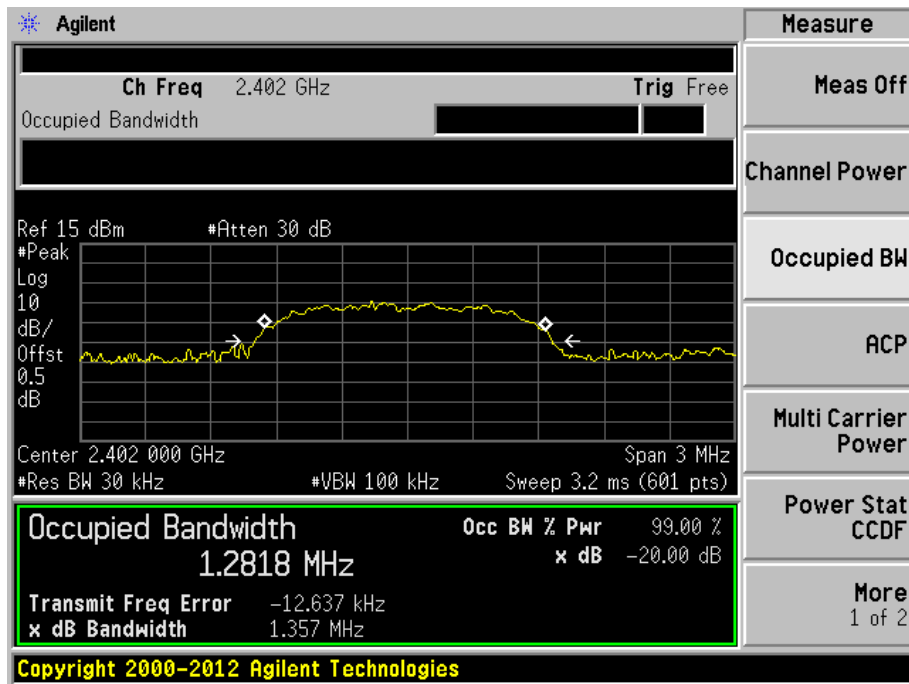 Agilent
Measure
Ch Freq 2.402 GHz Trig Free
Occupied Bandwidth
Meas Off
Channel Power
Occupied BW
ACP
Multi Carrier
Power
Power Stat
CCDF
More
1 of 2
Ref 15 dBm #Atten 30 dB
#Peak
Log
10
dB/
Offst
0.5
dB
Center 2.402 000 GHz Span 3 MHz
#Res BW 30 kHz #VBW 100 kHz Sweep 3.2 ms (601 pts)
Occupied Bandwidth Occ BW % Pwr 99.00 %
1.2818 MHz x dB -20.00 dB
Transmit Freq Error -12.637 kHz
x dB Bandwidth 1.357 MHz
Copyright 2000-2012 Agilent Technologies